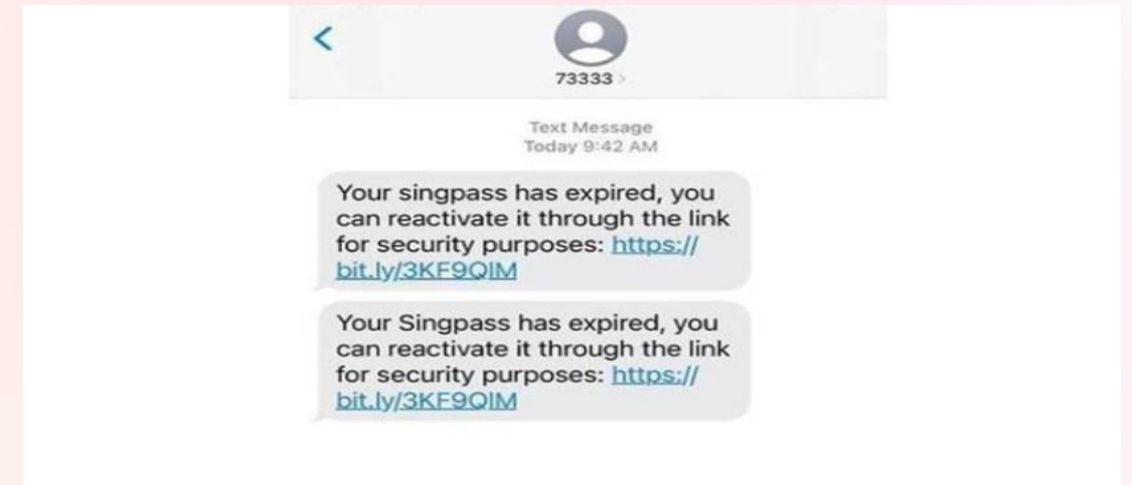 73333
Text Message
Today 9:42 AM
Your singpass has expired, you
can reactivate it through the link
for security purposes: https://
bit.ly/3KF9QIM
Your Singpass has expired, you
can reactivate it through the link
for security purposes: https://
bit.ly/3KF9QIM